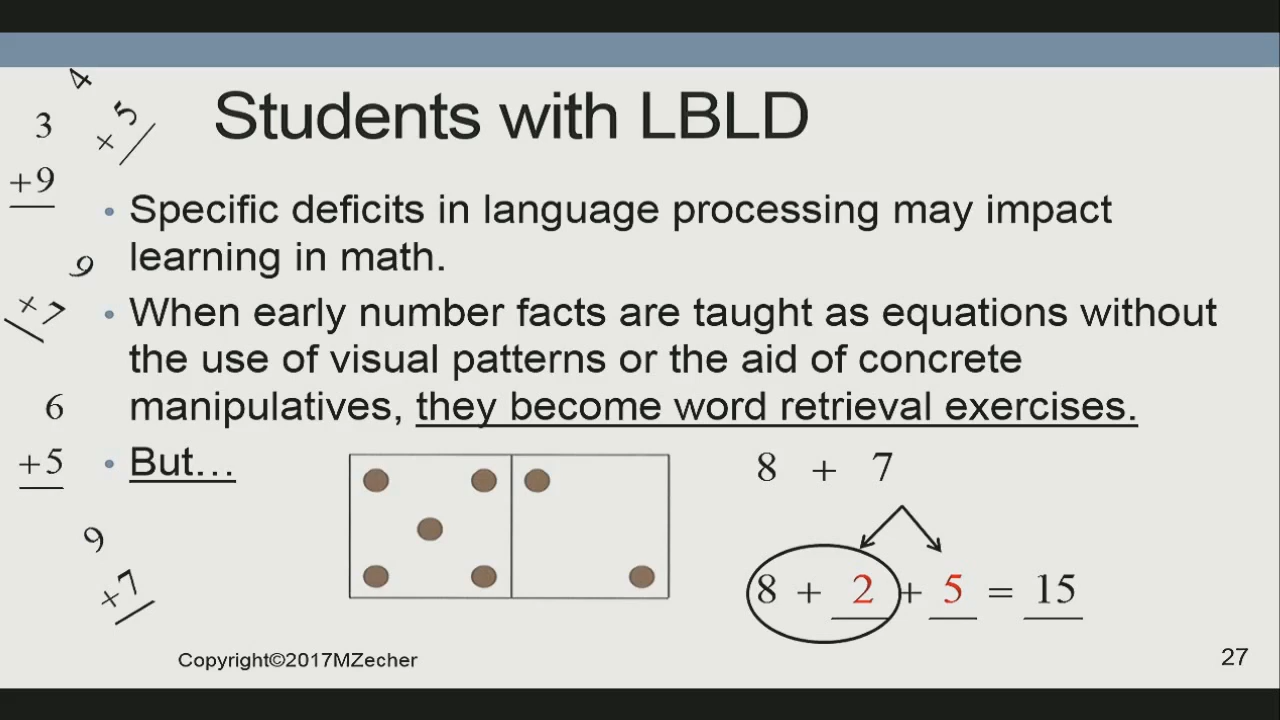 Students with LBLD
4
+ 5
3
+9
• Specific deficits in language processing may impact
learning in math.
9
+ 7
• When early number facts are taught as equations without
the use of visual patterns or the aid of concrete
manipulatives, they become word retrieval exercises.
6
+5
• But…
8 + 7
8 + 2 + 5 = 15
9
+7
Copyright©2017MZecher
27